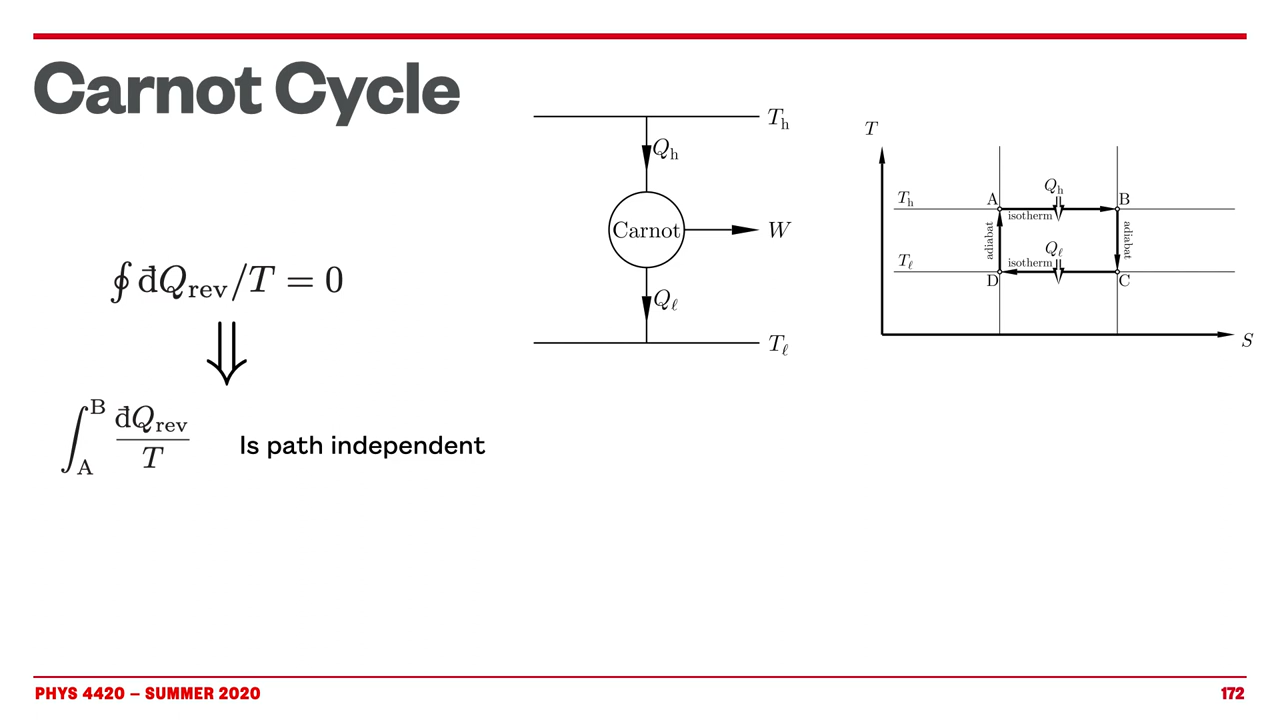 Carnot Cycle
∮ đQ_rev/T = 0
⇓
∫_A^B đQ_rev/T Is path independent
T_h
Q_h
Carnot
W
Q_ℓ
T_ℓ
T
T_h
A
Q_h
B
isotherm
adiabat
adiabat
T_ℓ
Q_ℓ
isotherm
D
C
S
PHYS 4420 – SUMMER 2020
172